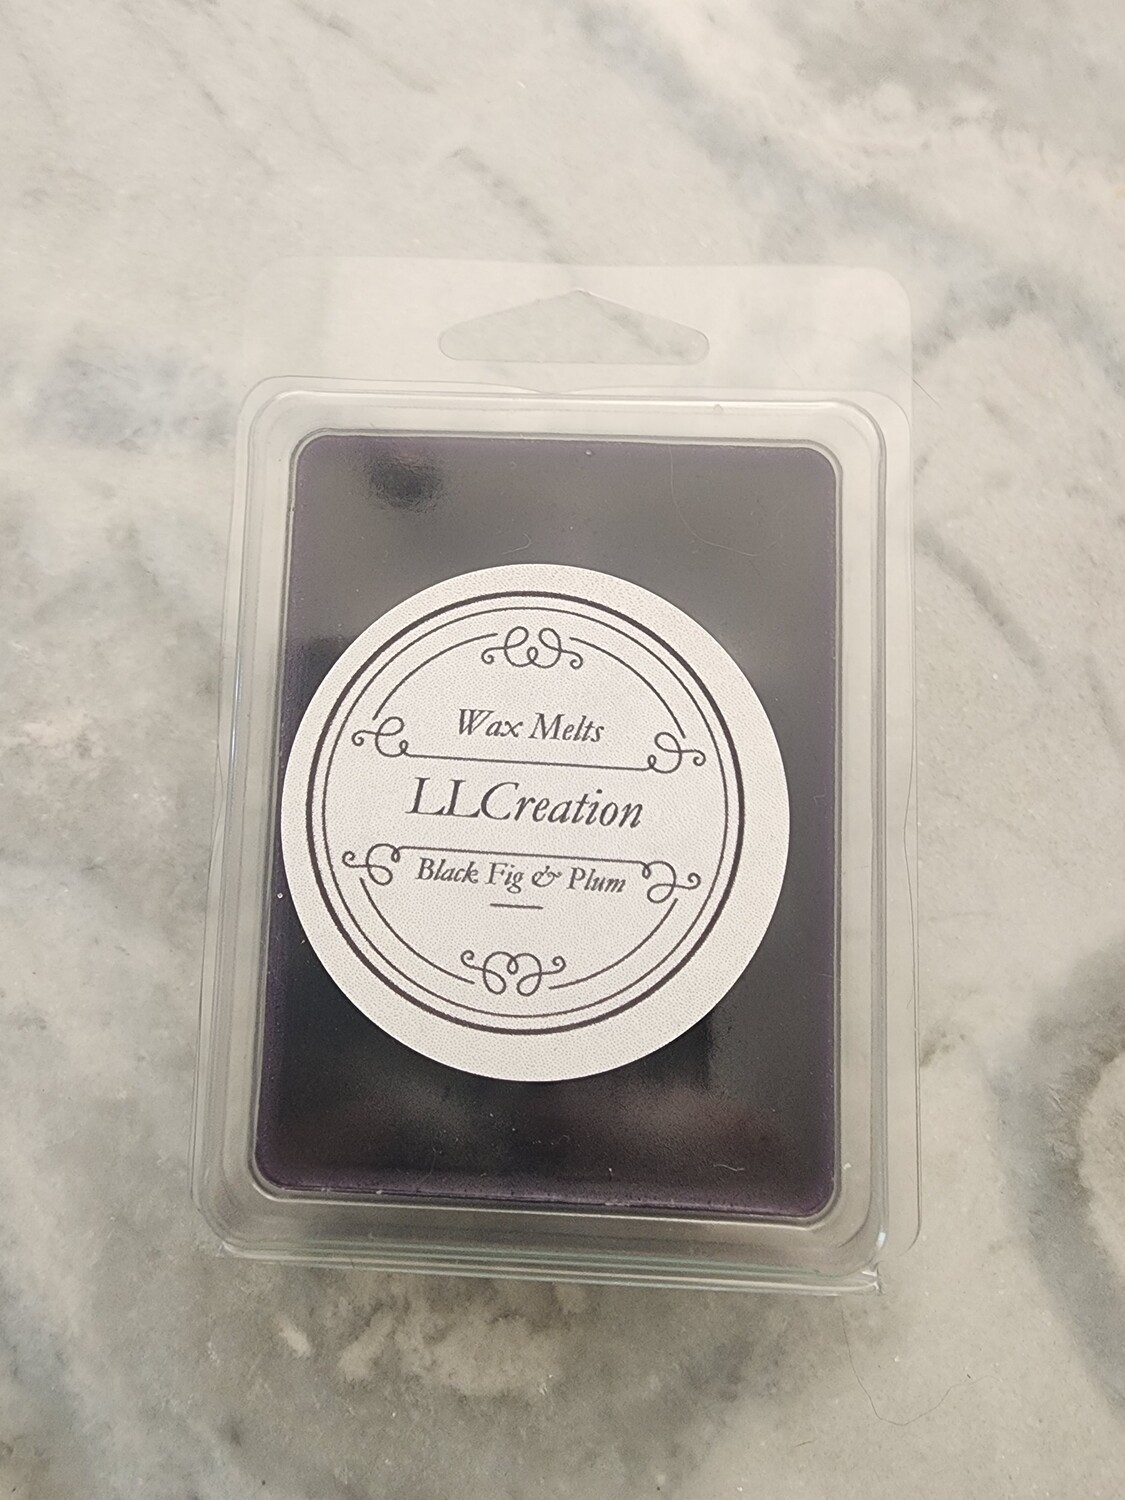 Wax Melts
LLCreation
Black Fig & Plum